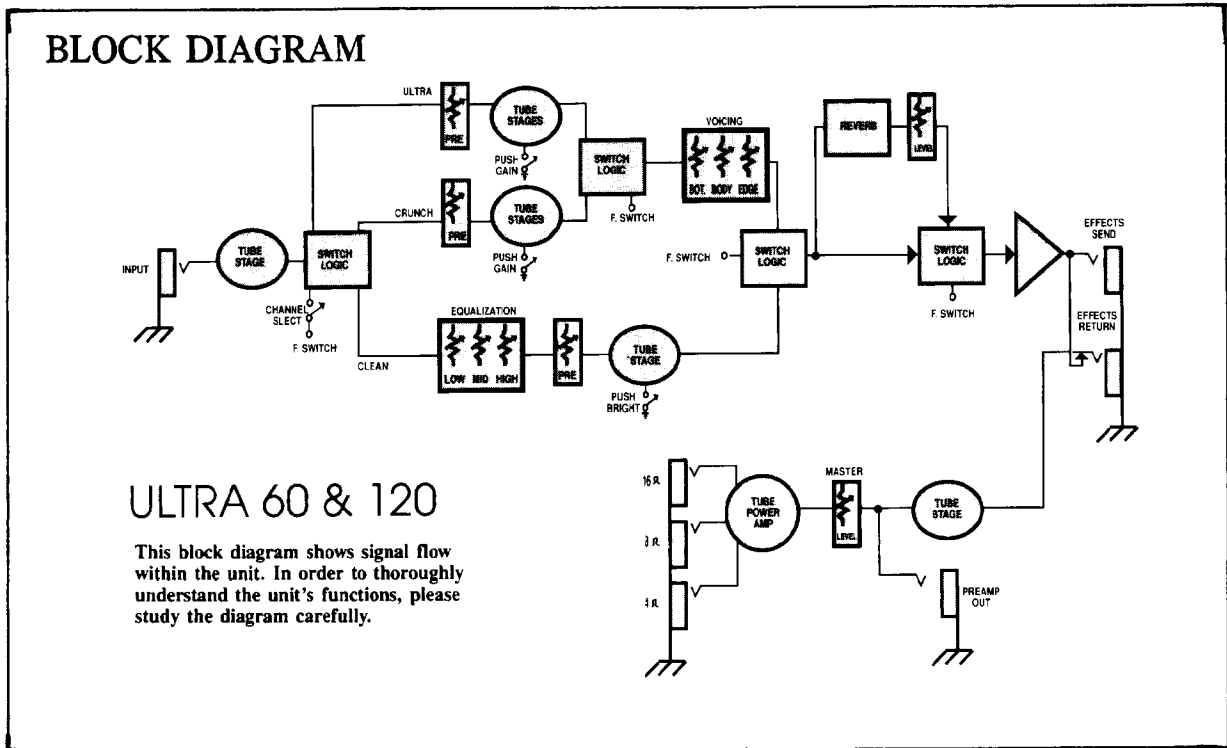 BLOCK DIAGRAM
ULTRA
PRE
TUBE
STAGES
PUSH
GAIN
SWITCH
LOGIC
F. SWITCH
VOICING
BOT. BODY EDGE
REVERB
LEVEL
CRUNCH
PRE
TUBE
STAGES
PUSH
GAIN
INPUT
TUBE
STAGE
SWITCH
LOGIC
CHANNEL
SLECT
F. SWITCH
F. SWITCH
SWITCH
LOGIC
SWITCH
LOGIC
F. SWITCH
EFFECTS
SEND
EFFECTS
RETURN
CLEAN
EQUALIZATION
LOW MID HIGH
PRE
TUBE
STAGE
PUSH
BRIGHT
16 Ω
8 Ω
4 Ω
TUBE
POWER
AMP
MASTER
LEVEL
TUBE
STAGE
PREAMP
OUT
ULTRA 60 & 120
This block diagram shows signal flow
within the unit. In order to thoroughly
understand the unit's functions, please
study the diagram carefully.